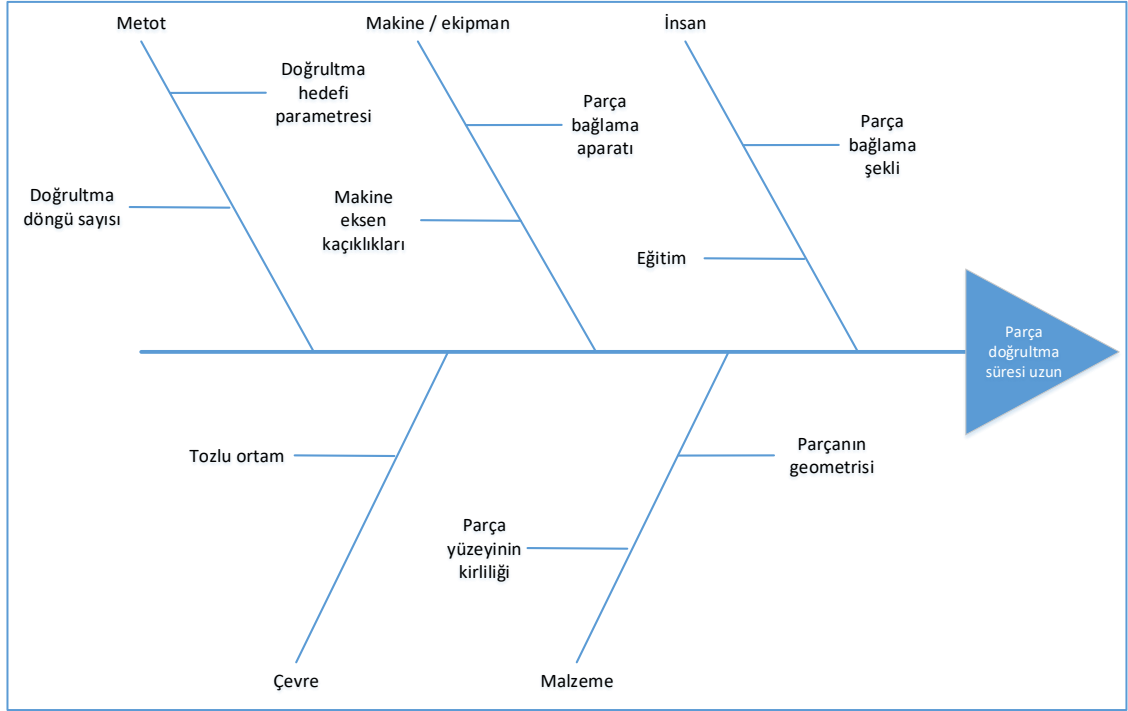 Metot
Makine / ekipman
İnsan
Doğrultma
hedefi
parametresi
Doğrultma
döngü sayısı
Parça
bağlama
aparatı
Makine
eksen
kaçıklıkları
Parça
bağlama
şekli
Eğitim
Parça
doğrultma
süresi uzun
Tozlu ortam
Parçanın
geometrisi
Parça
yüzeyinin
kirliliği
Çevre
Malzeme